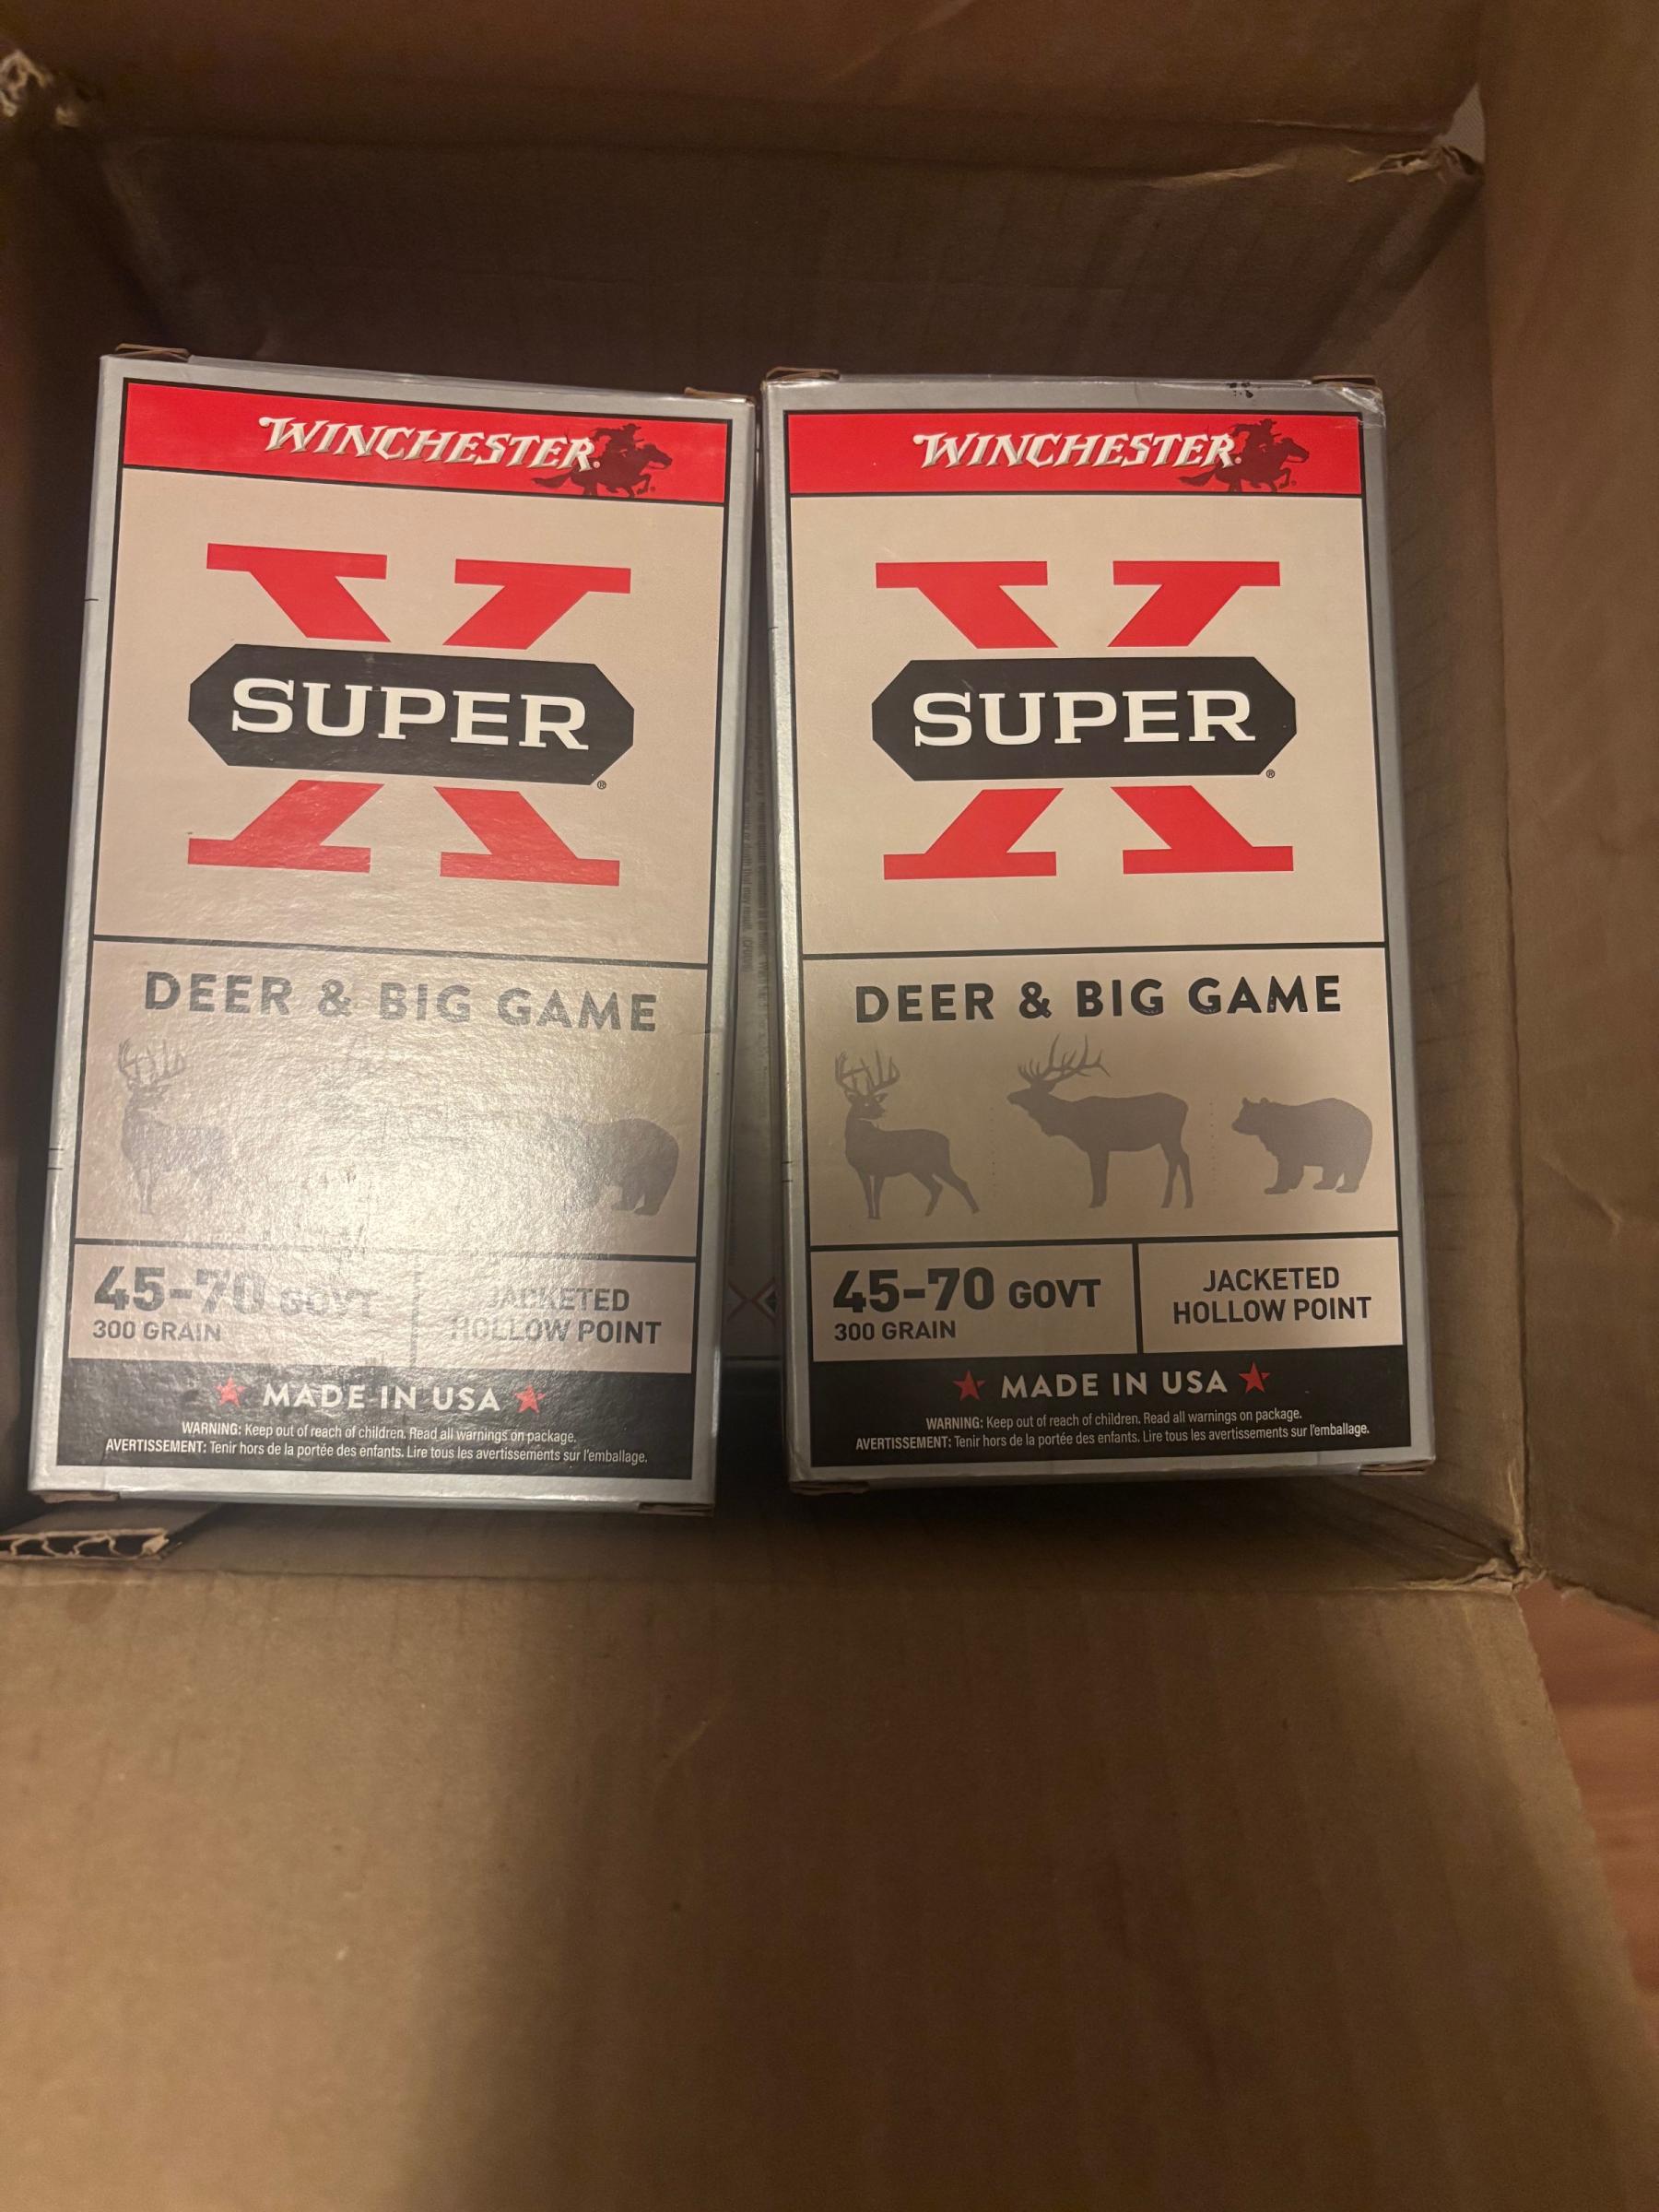 WINCHESTER®
X
SUPER®
DEER & BIG GAME
45-70 GOVT
300 GRAIN
JACKETED
HOLLOW POINT
MADE IN USA
WARNING: Keep out of reach of children. Read all warnings on package.
AVERTISSEMENT: Tenir hors de la portée des enfants. Lire tous les avertissements sur l'emballage.
WINCHESTER®
X
SUPER®
DEER & BIG GAME
45-70 GOVT
300 GRAIN
JACKETED
HOLLOW POINT
MADE IN USA
WARNING: Keep out of reach of children. Read all warnings on package.
AVERTISSEMENT: Tenir hors de la portée des enfants. Lire tous les avertissements sur l'emballage.